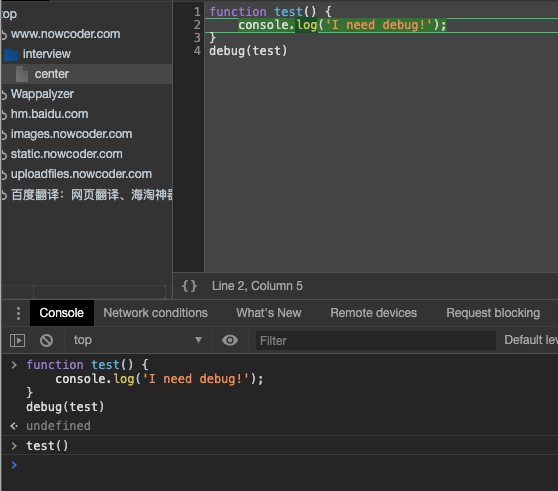 top
www.nowcoder.com
interview
center
Wappalyzer
hm.baidu.com
images.nowcoder.com
static.nowcoder.com
uploadfiles.nowcoder.com
百度翻译：网页翻译、海淘神器
1 function test() {
2     console.log('I need debug!');
3 }
4 debug(test)
{} Line 2, Column 5
Console Network conditions What's New Remote devices Request blocking
top Filter Default lev
> function test() {
    console.log('I need debug!');
}
debug(test)
undefined
> test()
>